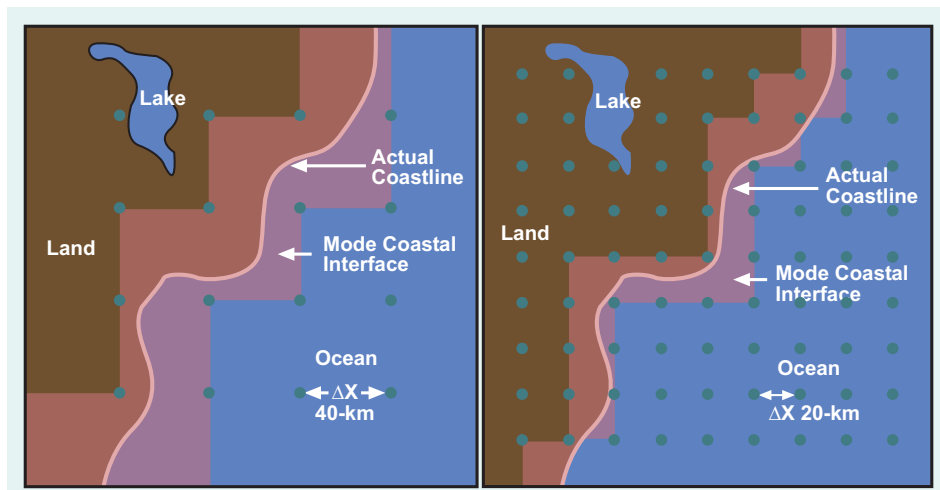 Lake
Actual
Coastline
Land
Mode Coastal
Interface
Ocean
ΔX
40-km
Lake
Actual
Coastline
Land
Mode Coastal
Interface
Ocean
ΔX 20-km